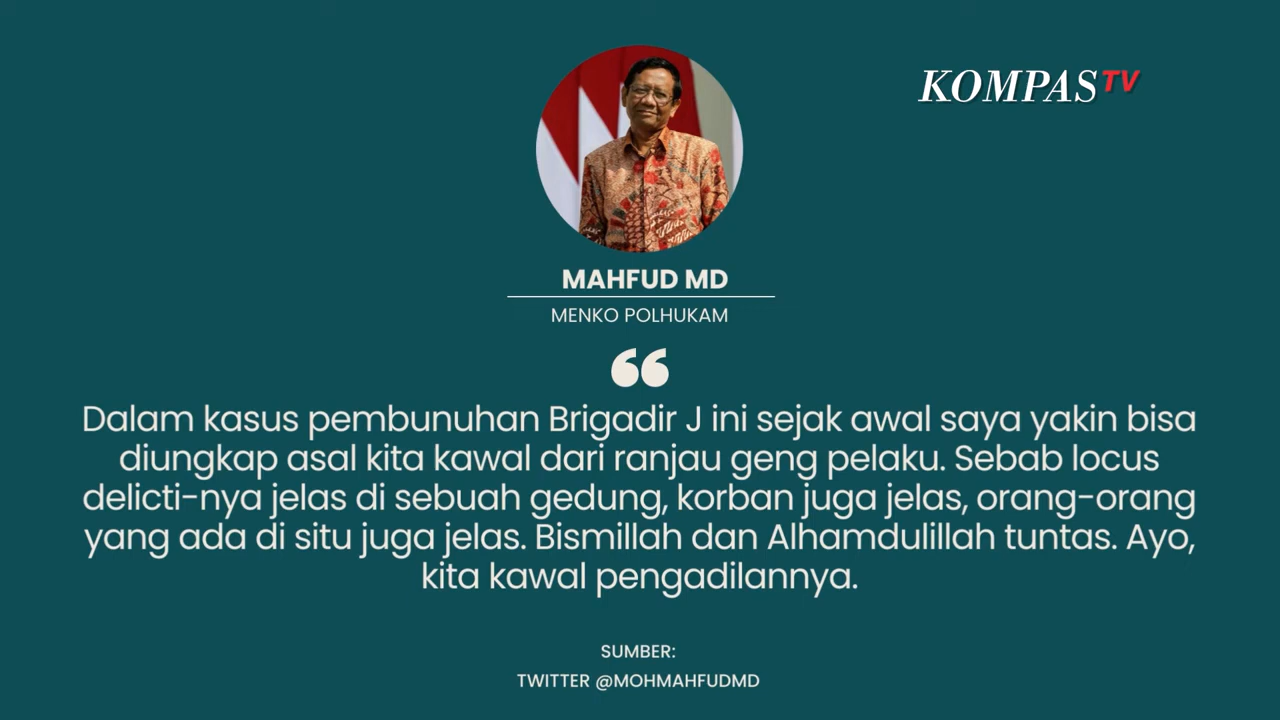 KOMPAS TV
MAHFUD MD
MENKO POLHUKAM
“
Dalam kasus pembunuhan Brigadir J ini sejak awal saya yakin bisa
diungkap asal kita kawal dari ranjau geng pelaku. Sebab locus
delicti-nya jelas di sebuah gedung, korban juga jelas, orang-orang
yang ada di situ juga jelas. Bismillah dan Alhamdulillah tuntas. Ayo,
kita kawal pengadilannya.
SUMBER:
TWITTER @MOHMAHFUDMD